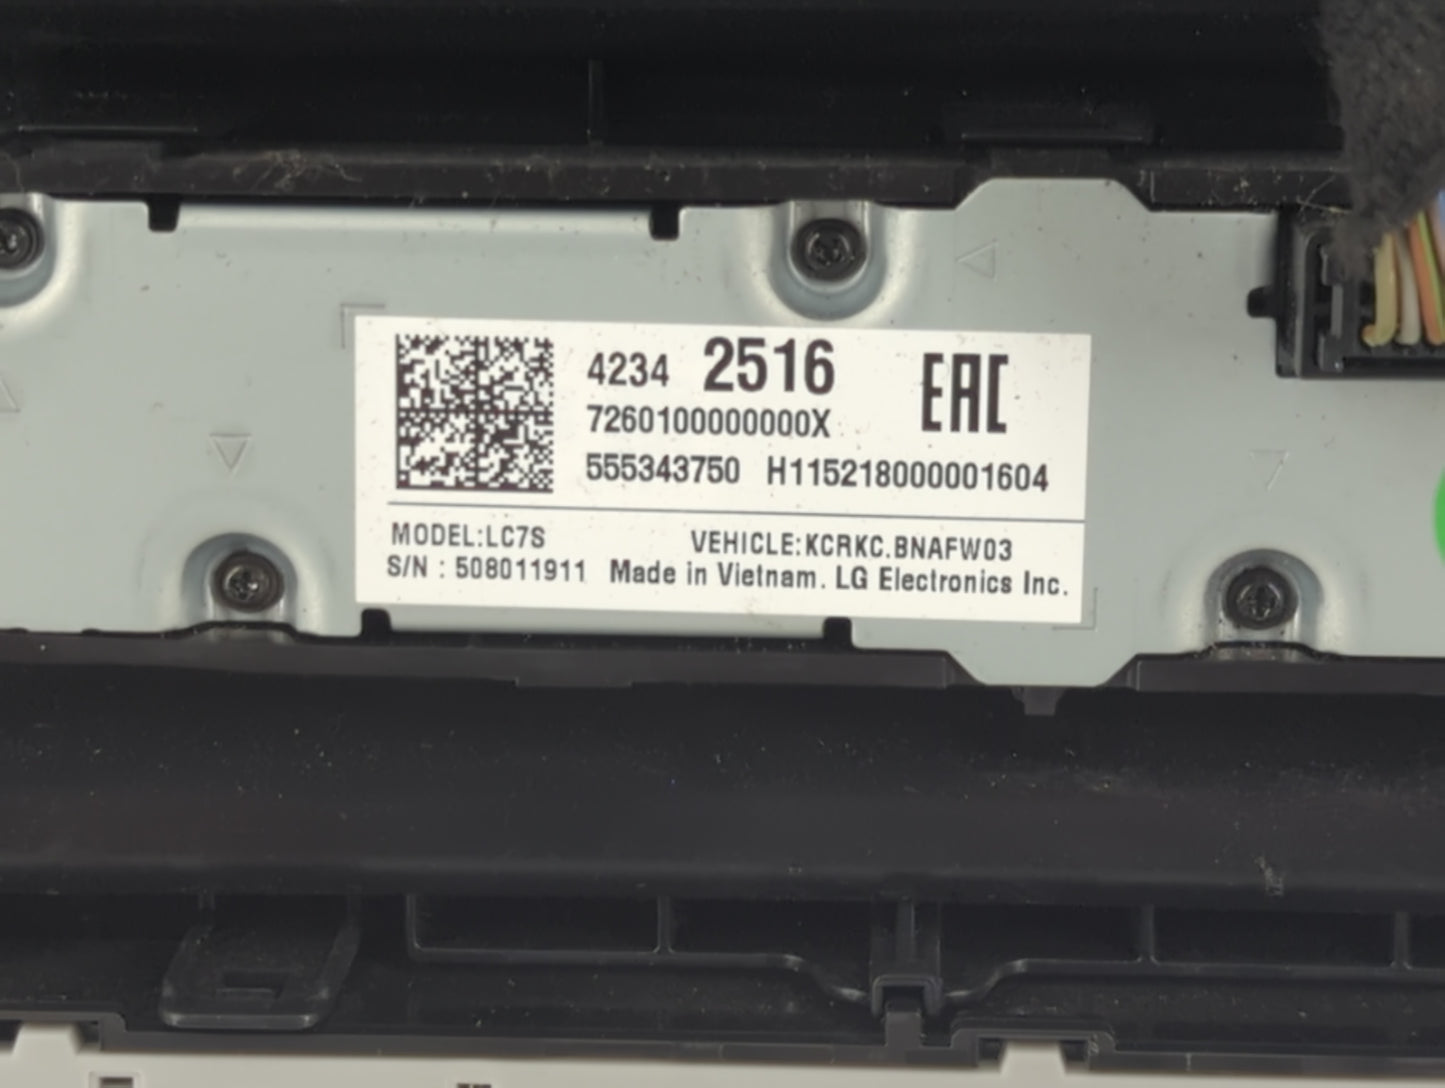 4234 2516 EAC
7260100000000X
555343750 H115218000001604
MODEL:LC7S VEHICLE:KCRKC.BNAFW03
S/N : 508011911 Made in Vietnam. LG Electronics Inc.